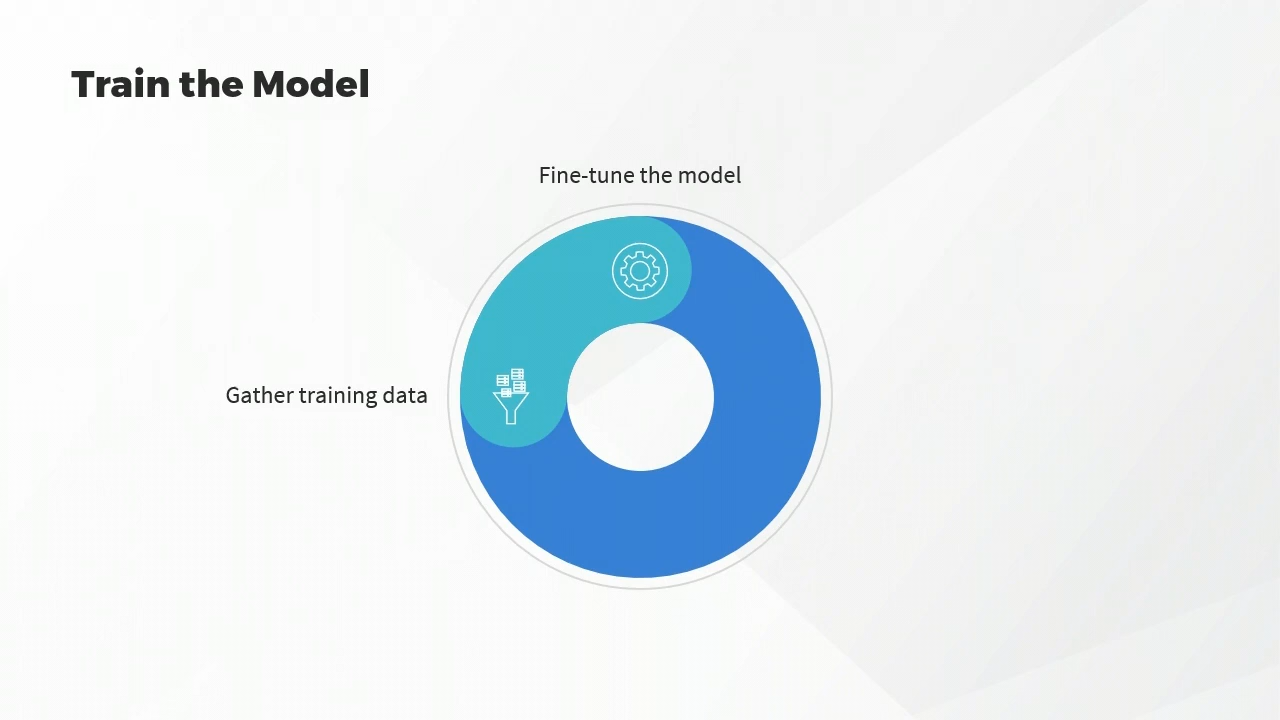 Train the Model
Fine-tune the model
Gather training data